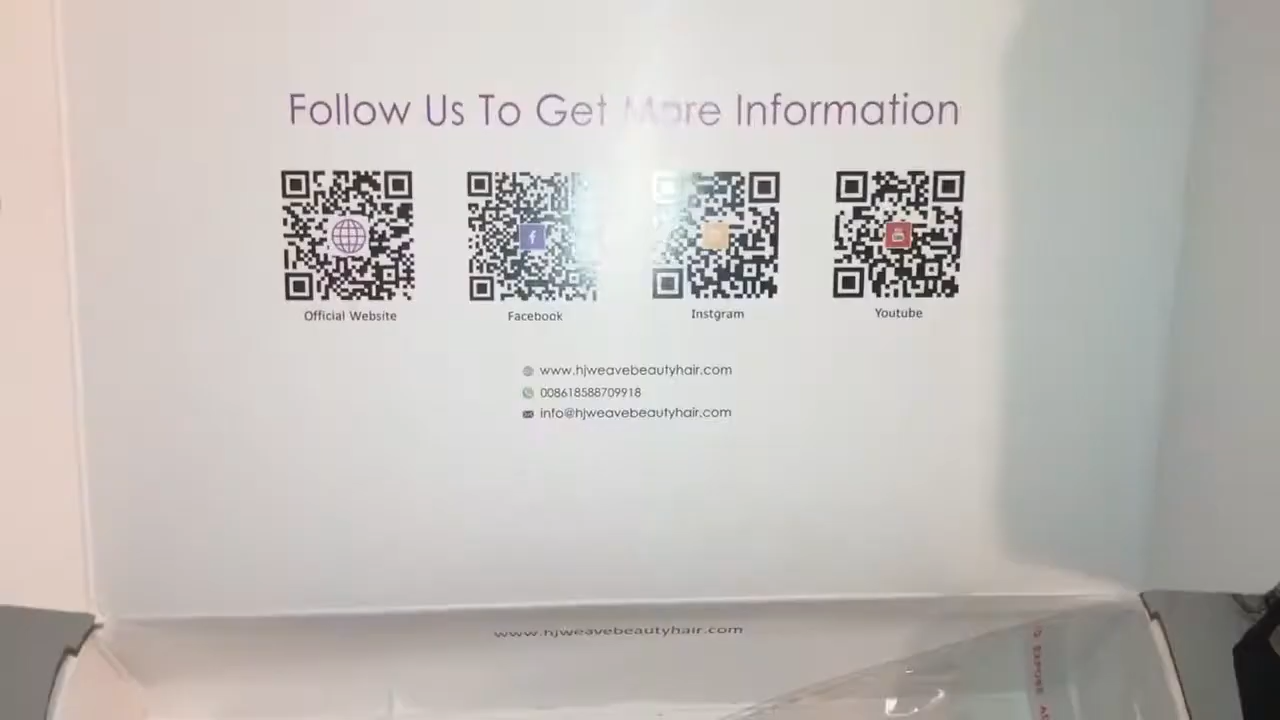 Follow Us To Get More Information
Official Website
Facebook
Instgram
Youtube
www.hjweavebeautyhair.com
008618588709918
info@hjweavebeautyhair.com
www.hjweavebeautyhair.com